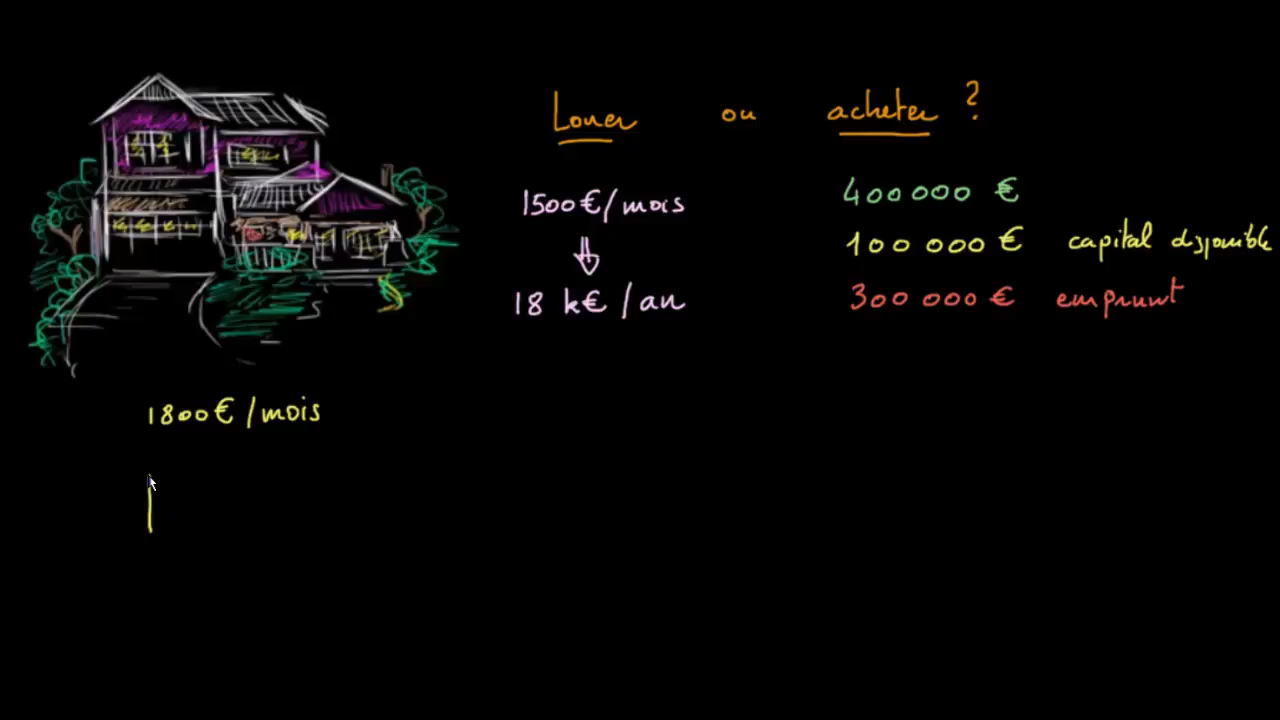 Louer ou acheter ?
1500€/mois
18 k€/an
400 000 €
100 000 € capital disponible
300 000 € emprunt
1800€/mois